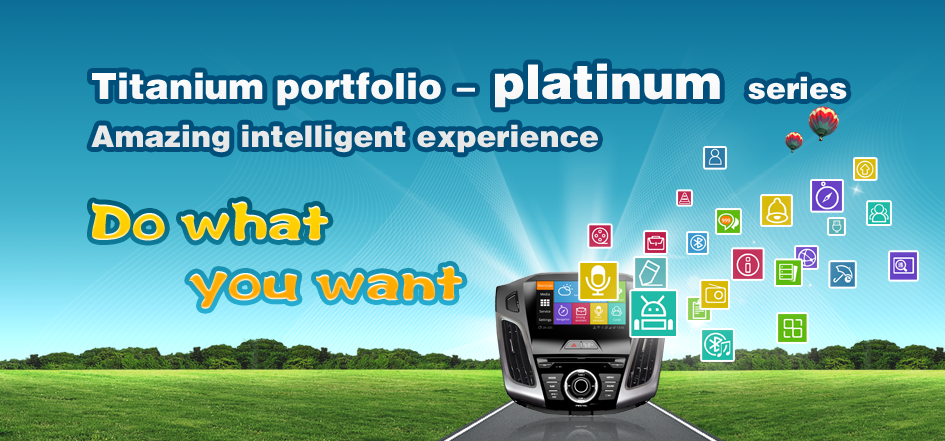 Titanium portfolio – platinum series
Amazing intelligent experience
Do what
you want